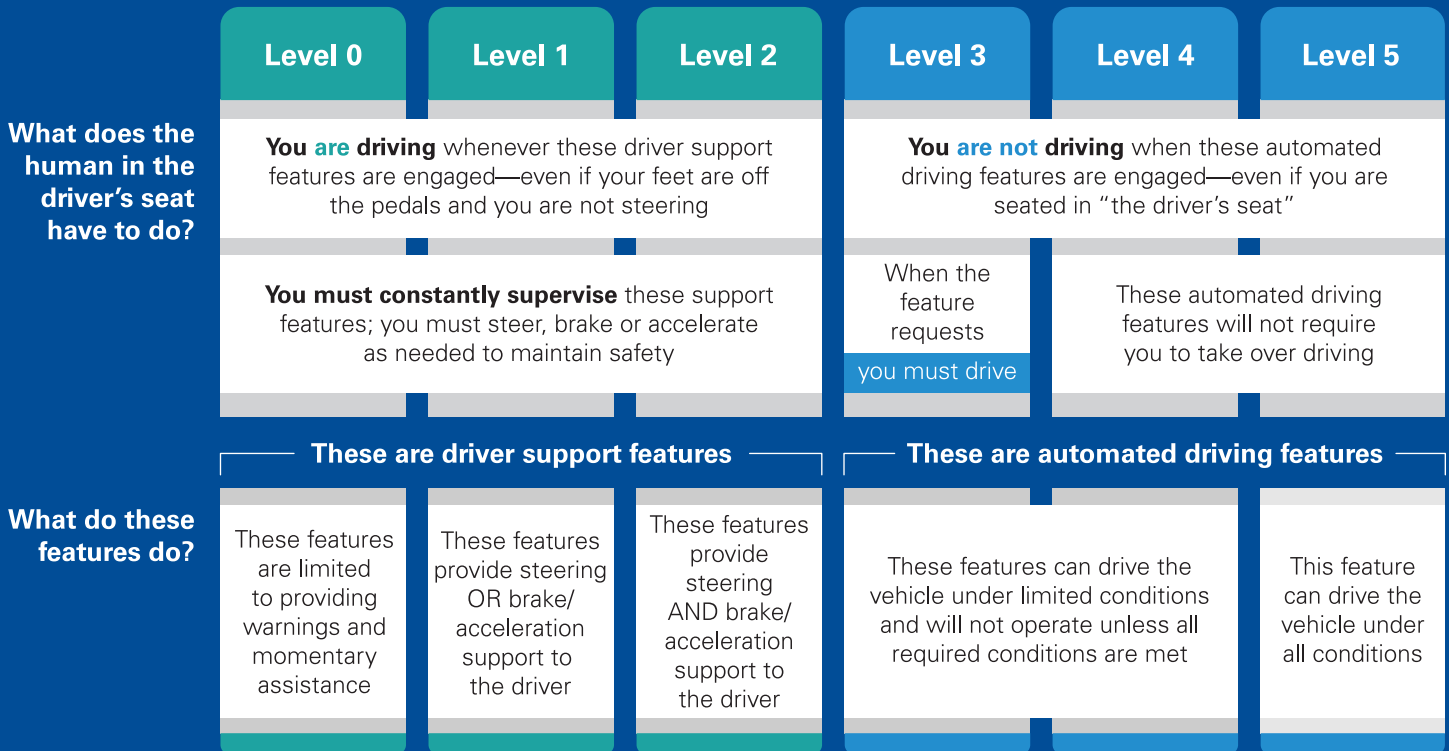 Level 0
Level 1
Level 2
Level 3
Level 4
Level 5
What does the
human in the
driver's seat
have to do?
You are driving whenever these driver support
features are engaged—even if your feet are off
the pedals and you are not steering
You are not driving when these automated
driving features are engaged—even if you are
seated in “the driver's seat”
You must constantly supervise these support
features; you must steer, brake or accelerate
as needed to maintain safety
When the
feature
requests
you must drive
These automated driving
features will not require
you to take over driving
These are driver support features
These are automated driving features
What do these
features do?
These features
are limited
to providing
warnings and
momentary
assistance
These features
provide steering
OR brake/
acceleration
support to
the driver
These features
provide
steering
AND brake/
acceleration
support to
the driver
These features can drive the
vehicle under limited conditions
and will not operate unless all
required conditions are met
This feature
can drive the
vehicle under
all conditions